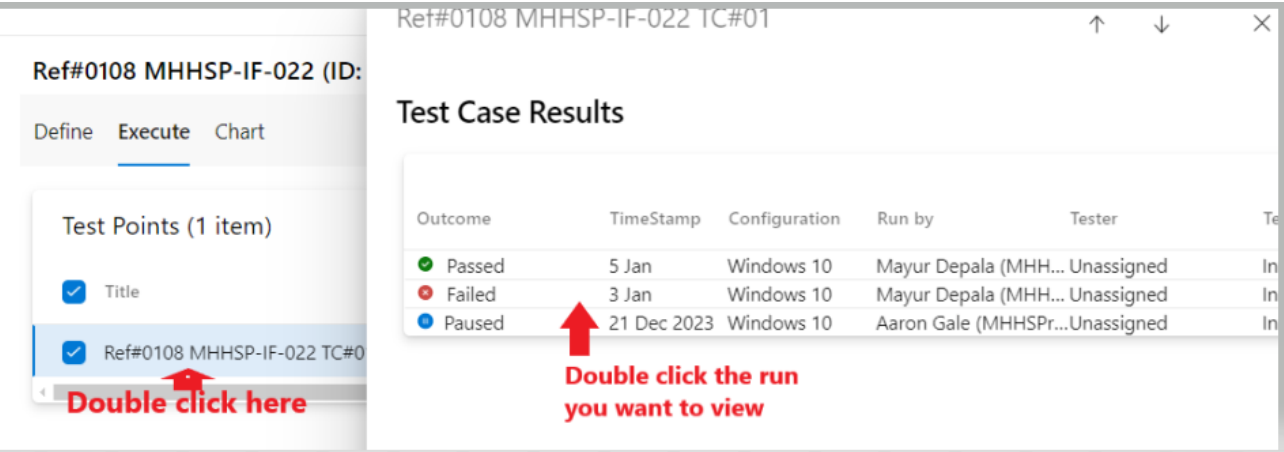 Ref#0108 MHHSP-IF-022 TC#01
Ref#0108 MHHSP-IF-022 (ID:
Define Execute Chart
Test Points (1 item)
Title
Ref#0108 MHHSP-IF-022 TC#0
Double click here
Test Case Results
Outcome TimeStamp Configuration Run by Tester Te
Passed 5 Jan Windows 10 Mayur Depala (MHH... Unassigned In
Failed 3 Jan Windows 10 Mayur Depala (MHH... Unassigned In
Paused 21 Dec 2023 Windows 10 Aaron Gale (MHHSPr... Unassigned In
Double click the run
you want to view